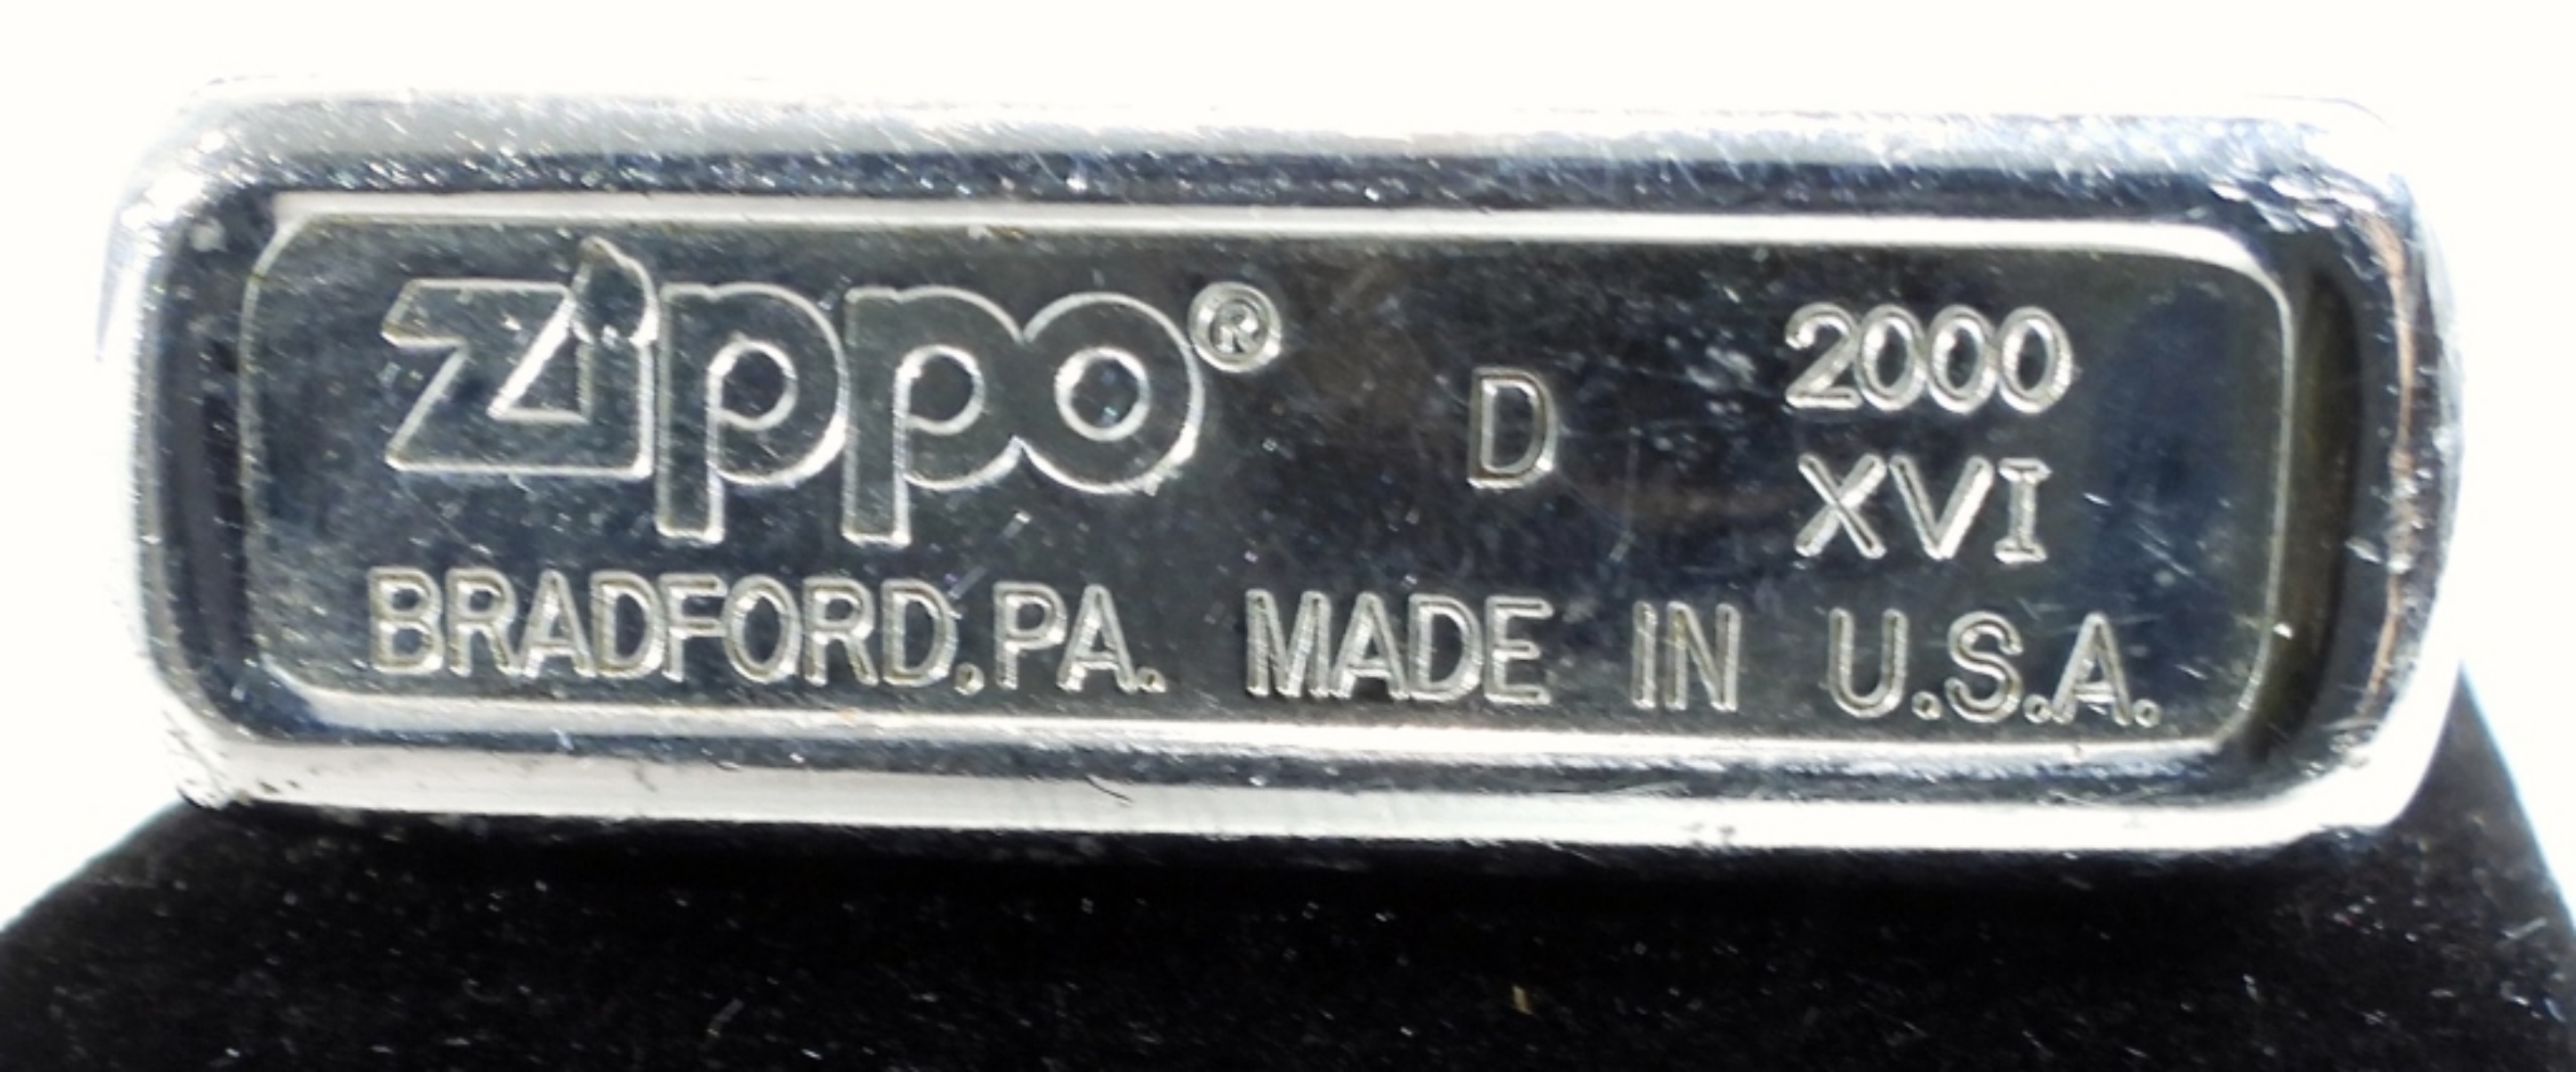 Zippo® D 2000
XVI
BRADFORD, PA. MADE IN U.S.A.